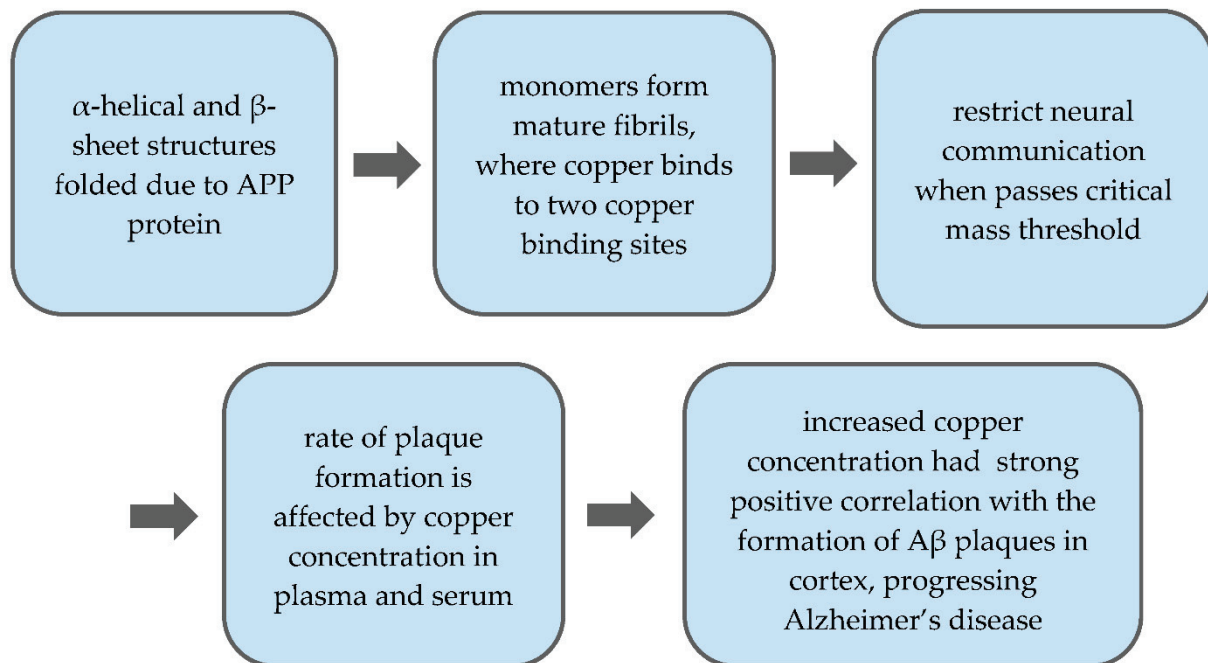 α-helical and β-
sheet structures
folded due to APP
protein
monomers form
mature fibrils,
where copper binds
to two copper
binding sites
restrict neural
communication
when passes critical
mass threshold
rate of plaque
formation is
affected by copper
concentration in
plasma and serum
increased copper
concentration had strong
positive correlation with the
formation of Aβ plaques in
cortex, progressing
Alzheimer’s disease